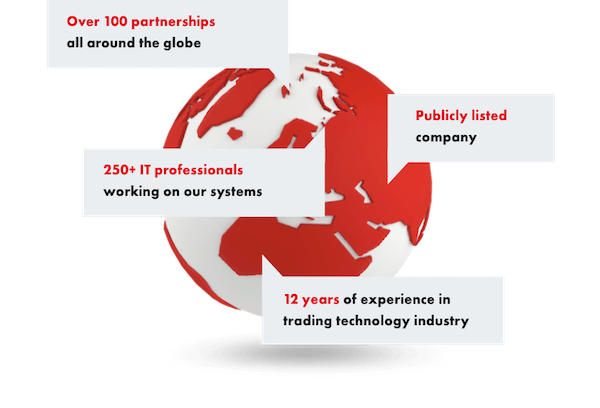 Over 100 partnerships
all around the globe
Publicly listed
company
250+ IT professionals
working on our systems
12 years of experience in
trading technology industry